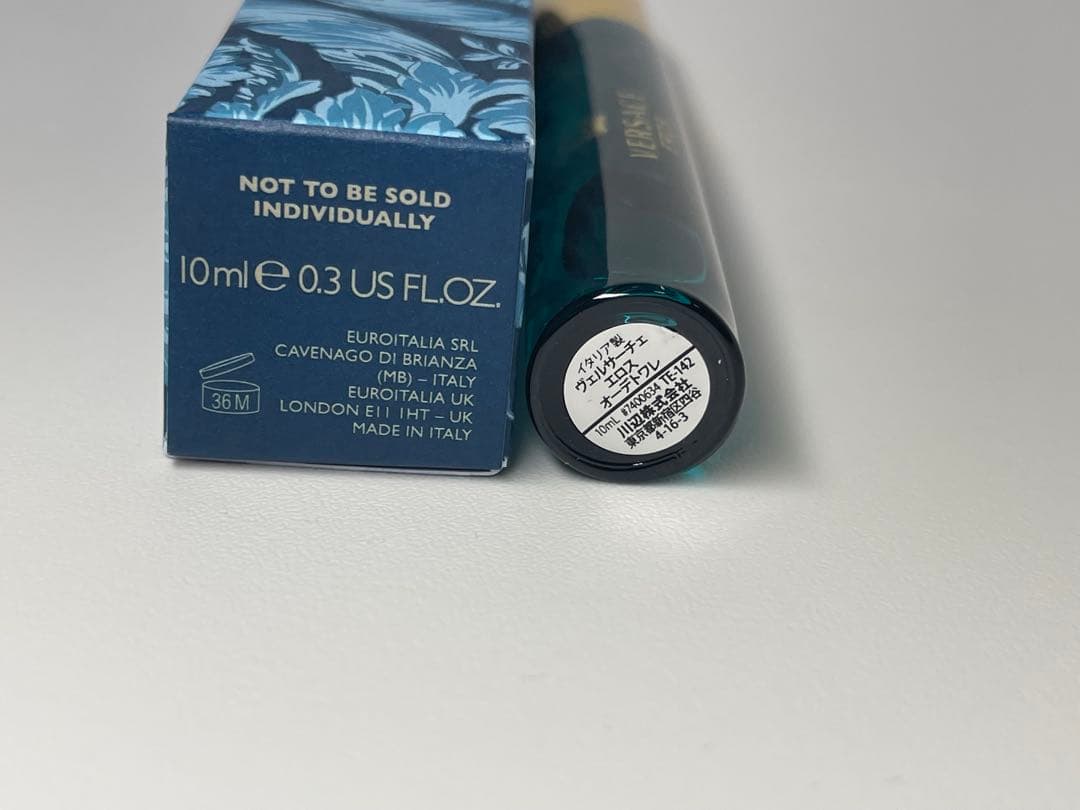 NOT TO BE SOLD
INDIVIDUALLY
10ml e 0.3 US FL.OZ.
EUROITALIA SRL
CAVENAGO DI BRIANZA
(MB) – ITALY
EUROITALIA UK
LONDON E11 1HT – UK
MADE IN ITALY
36 M
VERSACE
イタリア製
ヴェルサーチェ
エロス
オーデトワレ
10mL #7400634 TE-142
川辺株式会社
東京都新宿区四谷
4-16-3